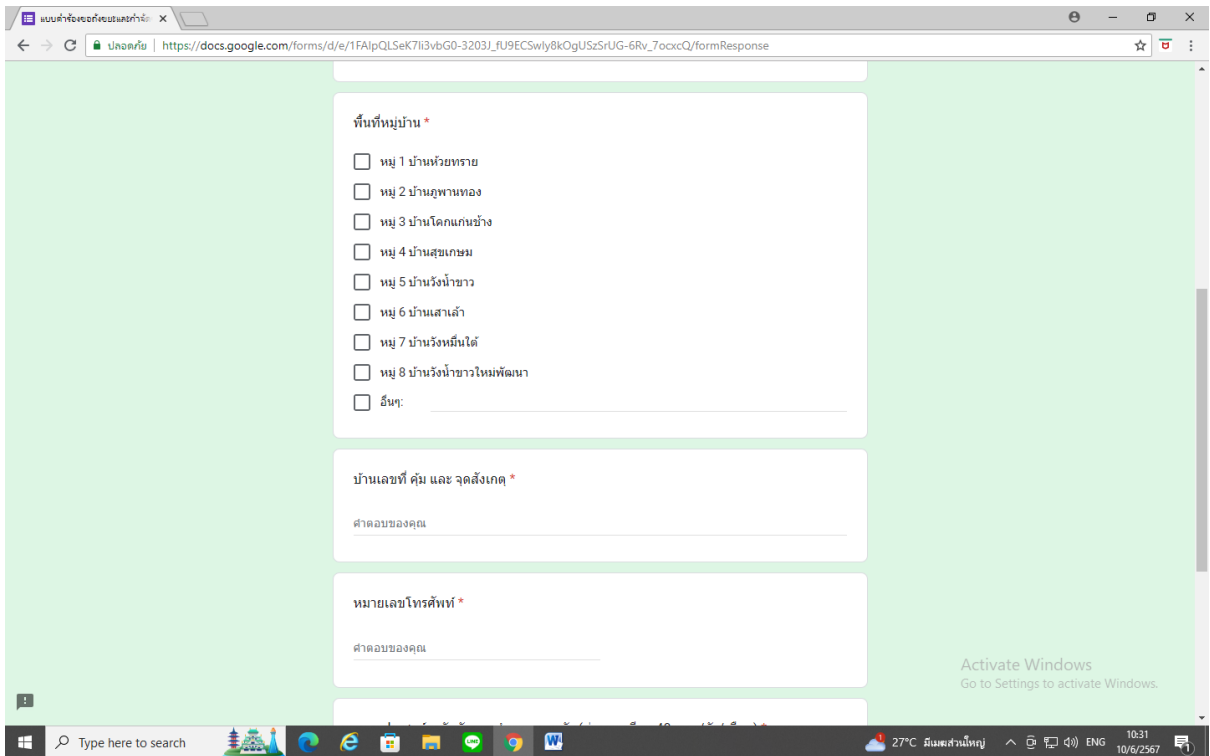 แบบคำร้องขอถังขยะและกำจัด
ปลอดภัย
https://docs.google.com/forms/d/e/1FAIpQLSeK7li3vbG0-3203J_fU9ECSwIy8kOgUSzSrUG-6Rv_7ocxcQ/formResponse
พื้นที่หมู่บ้าน *
หมู่ 1 บ้านห้วยทราย
หมู่ 2 บ้านภูพานทอง
หมู่ 3 บ้านโคกแก่นช้าง
หมู่ 4 บ้านสุขเกษม
หมู่ 5 บ้านวังน้ำขาว
หมู่ 6 บ้านเสาเล้า
หมู่ 7 บ้านวังหมื่นใต้
หมู่ 8 บ้านวังน้ำขาวใหม่พัฒนา
อื่นๆ:
บ้านเลขที่ คุ้ม และ จุดสังเกตุ *
คำตอบของคุณ
หมายเลขโทรศัพท์ *
คำตอบของคุณ
Activate Windows
Go to Settings to activate Windows.
Type here to search
27°C มีเมฆส่วนใหญ่
ENG
10:31
10/6/2567